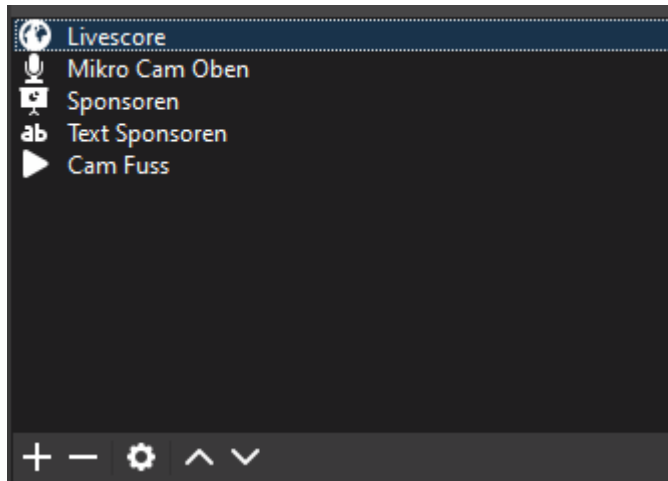 Livescore
Mikro Cam Oben
Sponsoren
ab Text Sponsoren
Cam Fuss